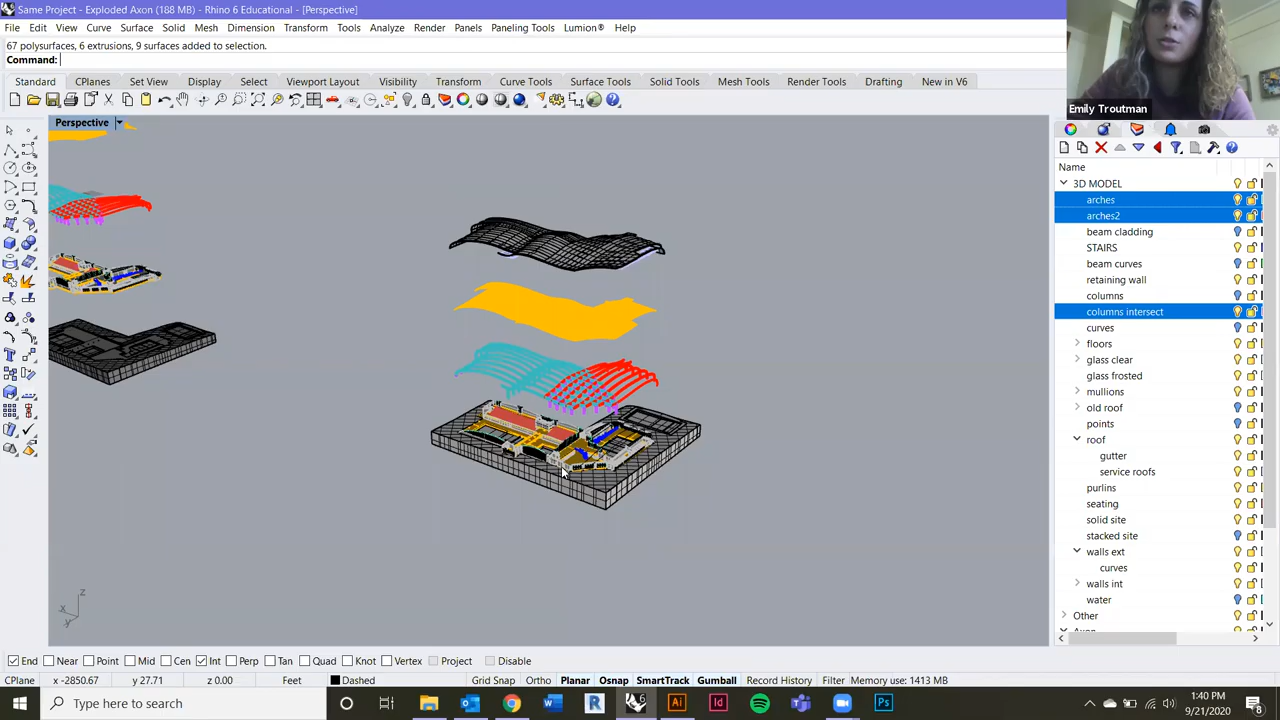 Same Project - Exploded Axon (188 MB) - Rhino 6 Educational - [Perspective]
File Edit View Curve Surface Solid Mesh Dimension Transform Tools Analyze Render Panels Paneling Tools Lumion® Help
67 polysurfaces, 6 extrusions, 9 surfaces added to selection.
Command:
Standard CPlanes Set View Display Select Viewport Layout Visibility Transform Curve Tools Surface Tools Solid Tools Mesh Tools Render Tools Drafting New in V6
Emily Troutman
Perspective
Name
3D MODEL
arches
arches2
beam cladding
STAIRS
beam curves
retaining wall
columns
columns intersect
curves
floors
glass clear
glass frosted
mullions
old roof
points
roof
gutter
service roofs
purlins
seating
solid site
stacked site
walls ext
curves
walls int
water
Other
Axon
z
x
y
End Near Point Mid Cen Int Perp Tan Quad Knot Vertex Project Disable
CPlane x -2850.67 y 27.71 z 0.00 Feet Dashed Grid Snap Ortho Planar Osnap SmartTrack Gumball Record History Filter Memory use: 1413 MB
Type here to search
1:40 PM
9/21/2020